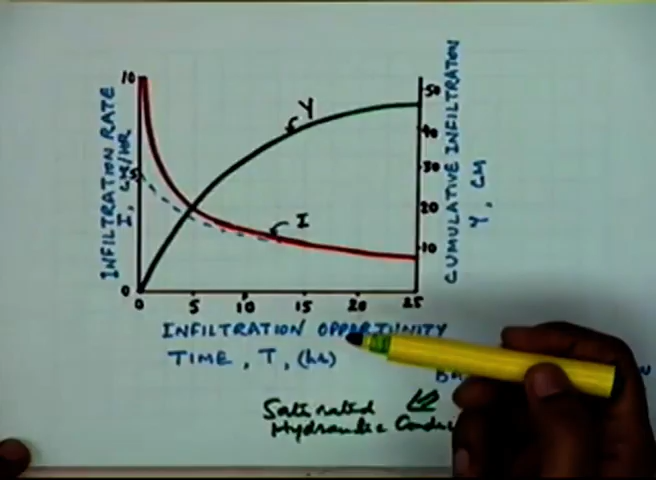 INFILTRATION RATE
I, CM/HR
10
5
0
Y
I
50
40
30
20
10
CUMULATIVE INFILTRATION
Y, CM
0 5 10 15 20 25
INFILTRATION OPPORTUNITY
TIME, T, (hr)
Saturated
Hydraulic